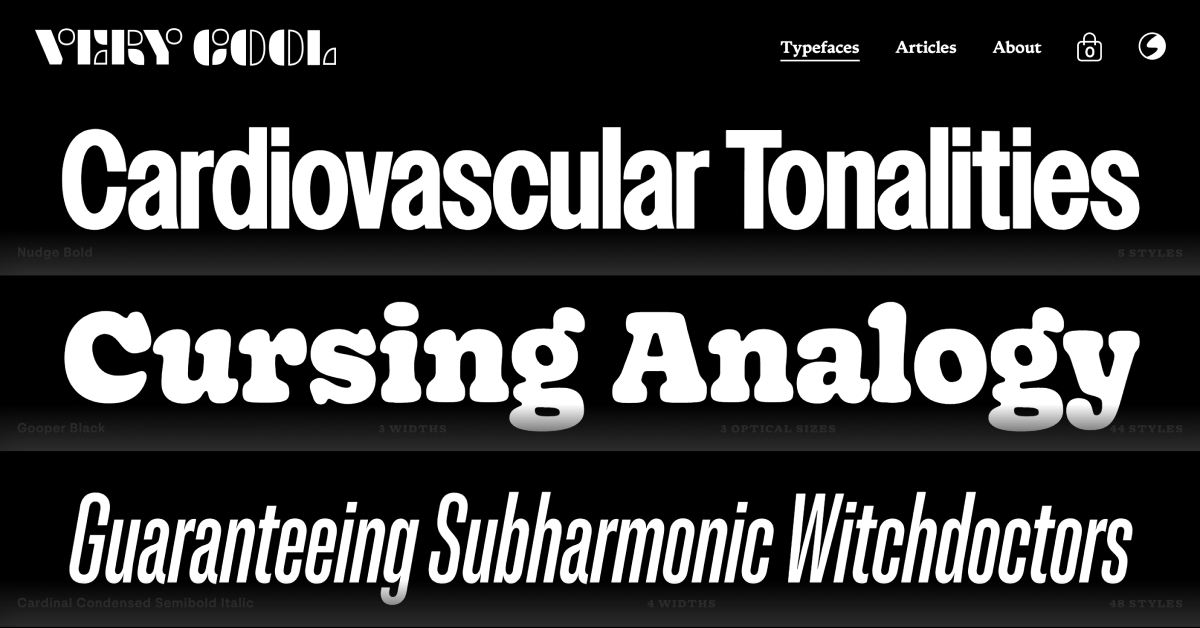 VERY COOL
Typefaces Articles About 0
Cardiovascular Tonalities
Nudge Bold 5 STYLES
Cursing Analogy
Gooper Black 3 WIDTHS 3 OPTICAL SIZES 44 STYLES
Guaranteeing Subharmonic Witchdoctors
Cardinal Condensed Semibold Italic 4 WIDTHS 48 STYLES